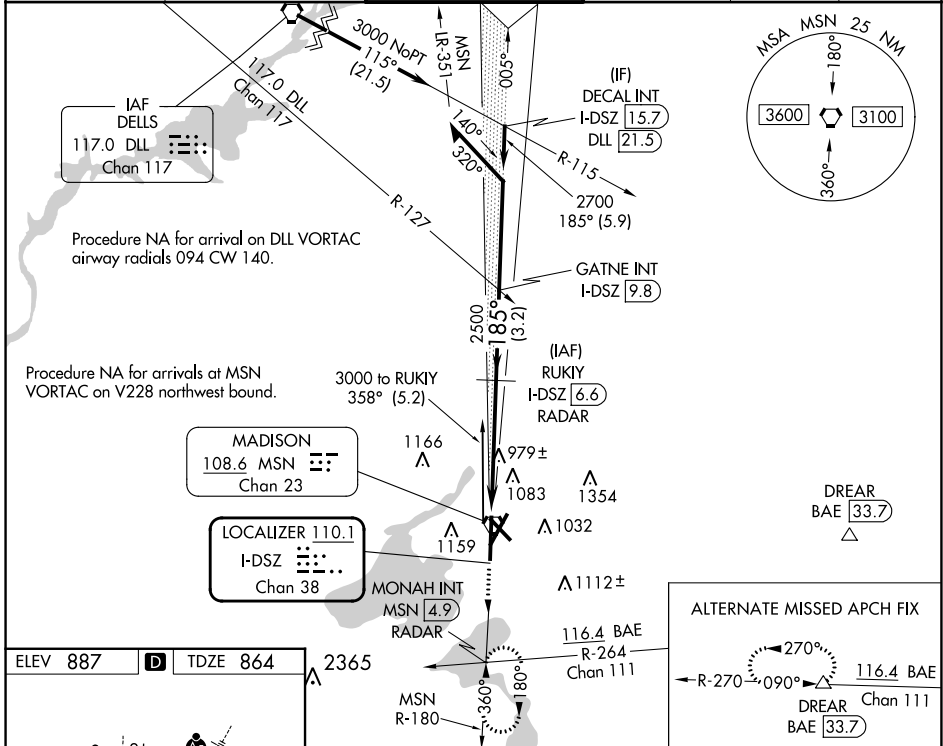 3000 NoPT
115°
(21.5)
MSN
LR-351
005°
117.0 DLL
Chan 117
IAF
DELLS
117.0 DLL
Chan 117
140°
320°
(IF)
DECAL INT
I-DSZ 15.7
DLL 21.5
R-115
2700
185° (5.9)
R-127
MSA MSN 25 NM
180°
3600
3100
360°
Procedure NA for arrival on DLL VORTAC
airway radials 094 CW 140.
GATNE INT
I-DSZ 9.8
2500
185°
(3.2)
(IAF)
RUKIY
I-DSZ 6.6
RADAR
Procedure NA for arrivals at MSN
VORTAC on V228 northwest bound.
3000 to RUKIY
358° (5.2)
MADISON
108.6 MSN
Chan 23
1166
979±
1083
1354
1159
1032
DREAR
BAE 33.7
LOCALIZER 110.1
I-DSZ
Chan 38
MONAH INT
MSN 4.9
RADAR
1112±
116.4 BAE
R-264
Chan 111
360°
180°
MSN
R-180
ALTERNATE MISSED APCH FIX
270°
R-270
090°
116.4 BAE
Chan 111
DREAR
BAE 33.7
ELEV 887
D
TDZE 864
2365